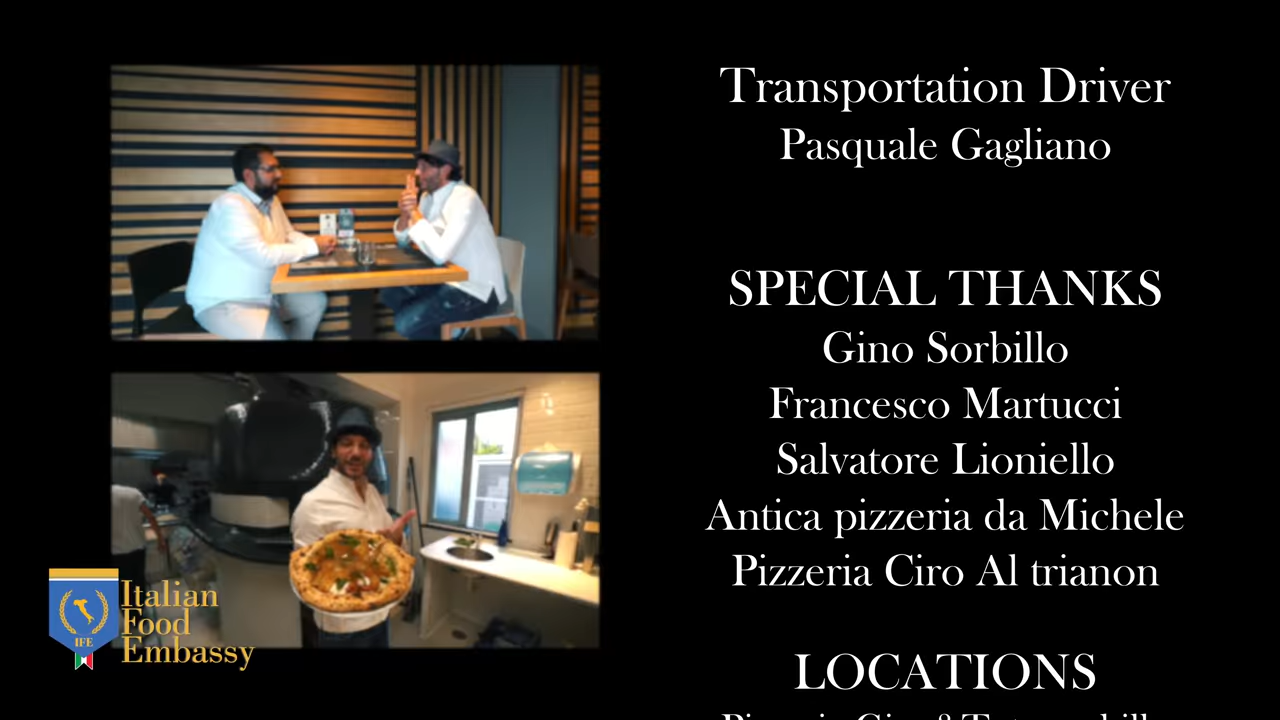 Transportation Driver
Pasquale Gagliano
SPECIAL THANKS
Gino Sorbillo
Francesco Martucci
Salvatore Lioniello
Antica pizzeria da Michele
Pizzeria Ciro Al trianon
LOCATIONS
IFE
Italian
Food
Embassy